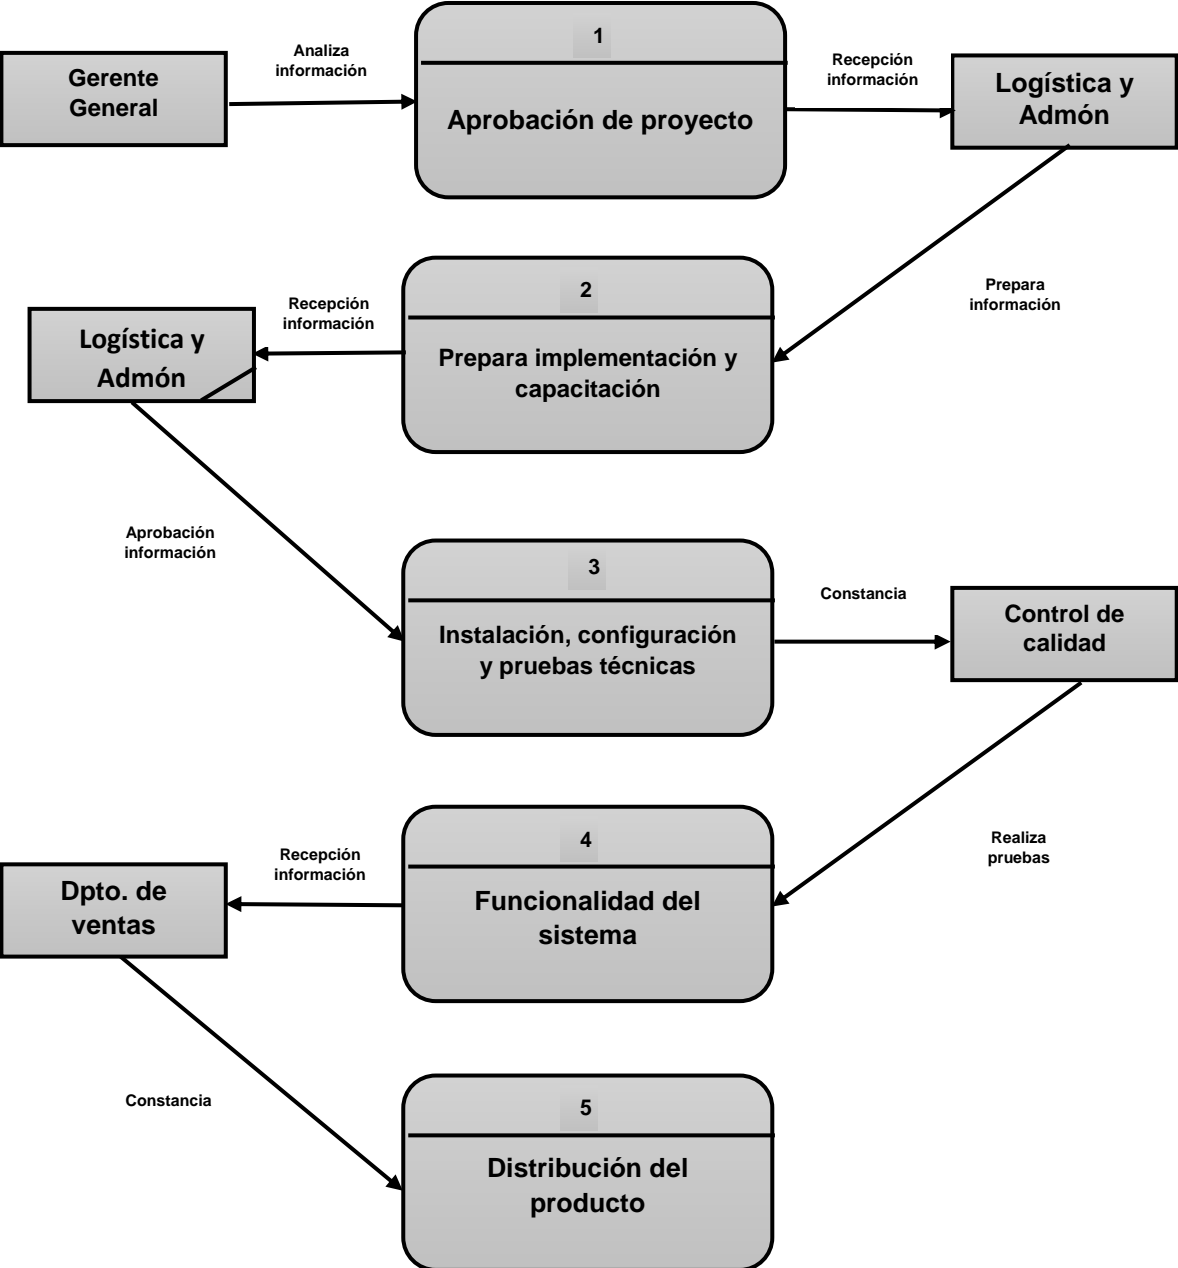 1
Analiza
información
Gerente
General
Aprobación de proyecto
Recepción
información
Logística y
Admón
Prepara
información
2
Prepara implementación y
capacitación
Recepción
información
Logística y
Admón
Aprobación
información
3
Instalación, configuración
y pruebas técnicas
Constancia
Control de
calidad
Realiza
pruebas
4
Funcionalidad del
sistema
Recepción
información
Dpto. de
ventas
Constancia
5
Distribución del
producto